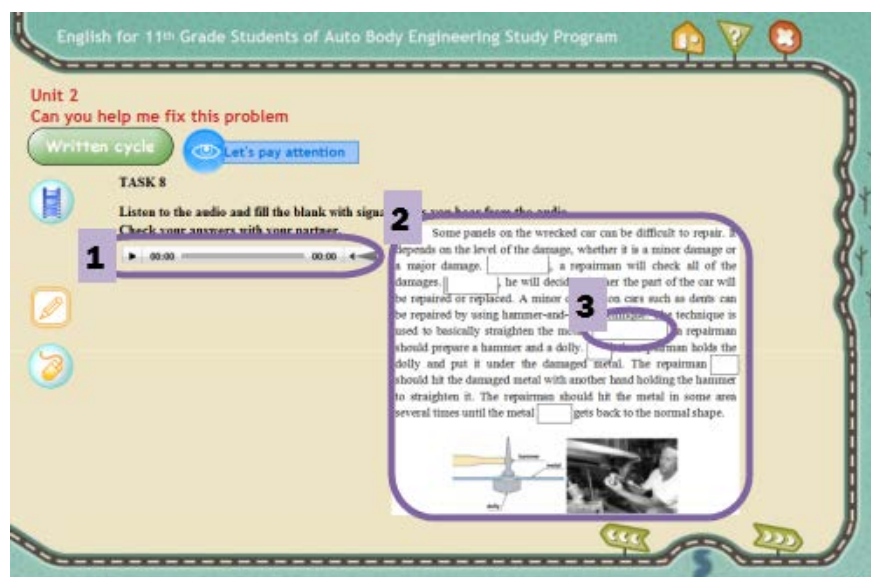 English for 11th Grade Students of Auto Body Engineering Study Program
Unit 2
Can you help me fix this problem
Written cycle
Let's pay attention
TASK 8
Listen to the audio and fill the blank with you hear from the audio.
Check your answers with your partner.
1
00:00 00:00
2
Some panels on the wrecked car can be difficult to repair.
depends on the level of the damage, whether it is a minor damage or
a major damage. , a repairman will check all of the
damages. , he will the part of the car will
be repaired or replaced. A minor on cars such as dents can
be repaired by using technique is
used to basically straighten the a repairman
3
should prepare a hammer and a dolly. repairman holds the
dolly and put it under the damaged metal. The repairman
should hit the damaged metal with another hand holding the hammer
to straighten it. The repairman should hit the metal in some area
several times until the metal gets back to the normal shape.
hammer
metal
dolly